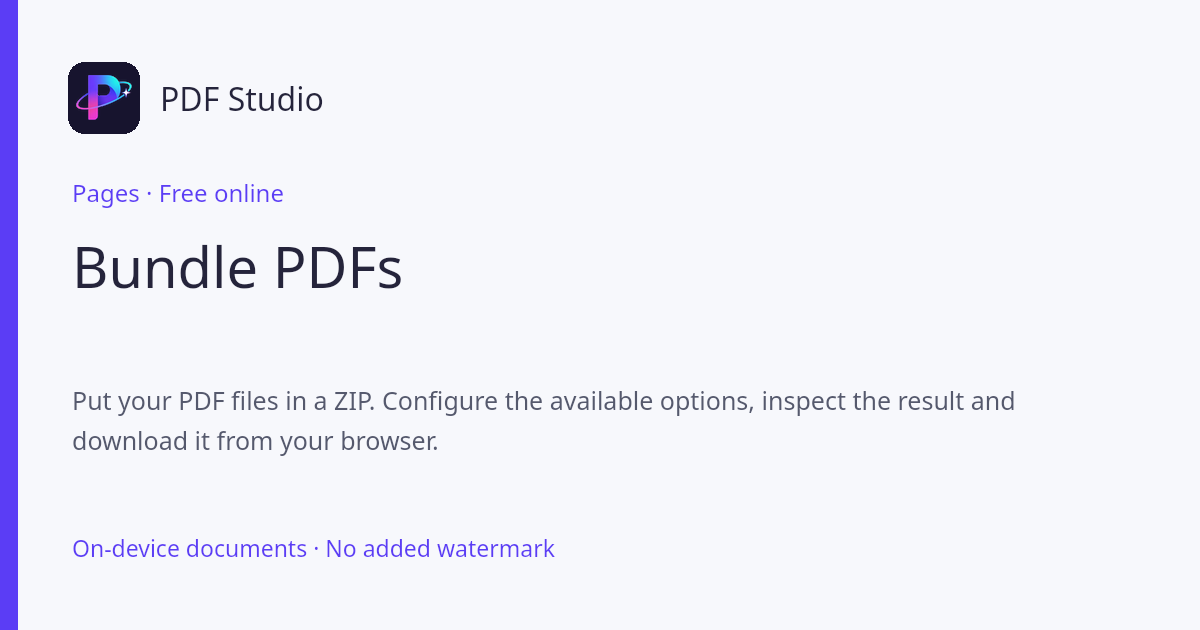 PDF Studio
Pages · Free online
Bundle PDFs
Put your PDF files in a ZIP. Configure the available options, inspect the result and
download it from your browser.
On-device documents · No added watermark